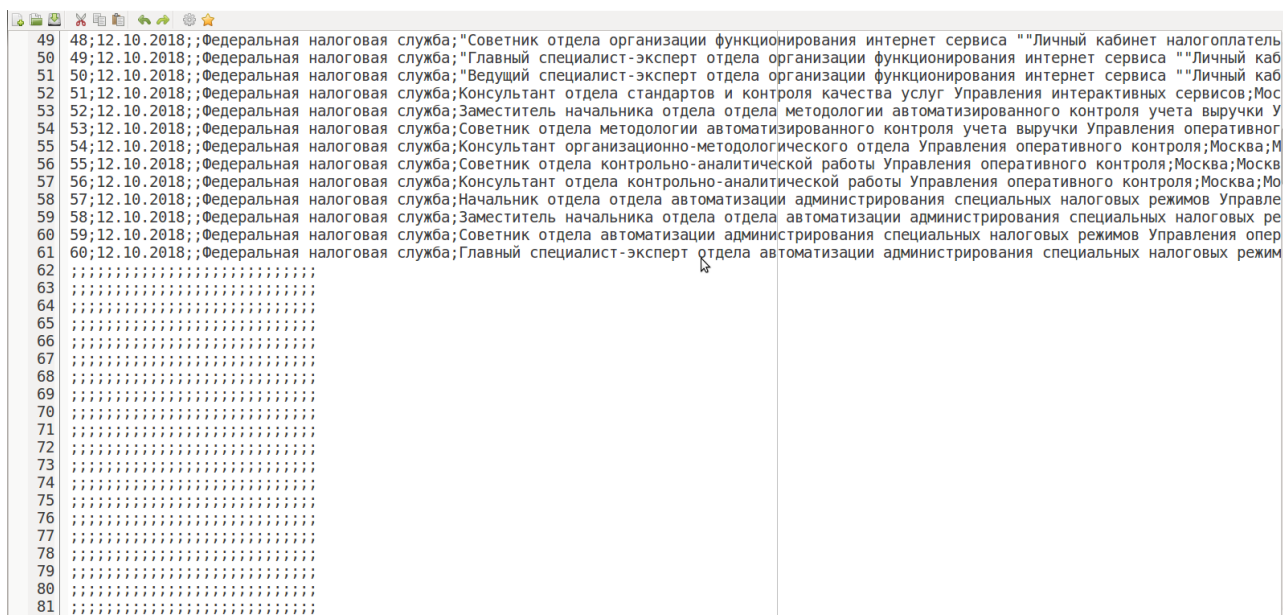 49 48;12.10.2018;;Федеральная налоговая служба;"Советник отдела организации функционирования интернет сервиса ""Личный кабинет налогоплатель
50 49;12.10.2018;;Федеральная налоговая служба;"Главный специалист-эксперт отдела организации функционирования интернет сервиса ""Личный каб
51 50;12.10.2018;;Федеральная налоговая служба;"Ведущий специалист-эксперт отдела организации функционирования интернет сервиса ""Личный каб
52 51;12.10.2018;;Федеральная налоговая служба;Консультант отдела стандартов и контроля качества услуг Управления интерактивных сервисов;Мос
53 52;12.10.2018;;Федеральная налоговая служба;Заместитель начальника отдела отдела методологии автоматизированного контроля учета выручки У
54 53;12.10.2018;;Федеральная налоговая служба;Советник отдела методологии автоматизированного контроля учета выручки Управления оперативног
55 54;12.10.2018;;Федеральная налоговая служба;Консультант организационно-методологического отдела Управления оперативного контроля;Москва;М
56 55;12.10.2018;;Федеральная налоговая служба;Советник отдела контрольно-аналитической работы Управления оперативного контроля;Москва;Москв
57 56;12.10.2018;;Федеральная налоговая служба;Консультант отдела контрольно-аналитической работы Управления оперативного контроля;Москва;Мо
58 57;12.10.2018;;Федеральная налоговая служба;Начальник отдела отдела автоматизации администрирования специальных налоговых режимов Управле
59 58;12.10.2018;;Федеральная налоговая служба;Заместитель начальника отдела отдела автоматизации администрирования специальных налоговых ре
60 59;12.10.2018;;Федеральная налоговая служба;Советник отдела автоматизации администрирования специальных налоговых режимов Управления опер
61 60;12.10.2018;;Федеральная налоговая служба;Главный специалист-эксперт отдела автоматизации администрирования специальных налоговых режим
62 ;;;;;;;;;;;;;;;;;;;;;;;;;;;;
63 ;;;;;;;;;;;;;;;;;;;;;;;;;;;;
64 ;;;;;;;;;;;;;;;;;;;;;;;;;;;;
65 ;;;;;;;;;;;;;;;;;;;;;;;;;;;;
66 ;;;;;;;;;;;;;;;;;;;;;;;;;;;;
67 ;;;;;;;;;;;;;;;;;;;;;;;;;;;;
68 ;;;;;;;;;;;;;;;;;;;;;;;;;;;;
69 ;;;;;;;;;;;;;;;;;;;;;;;;;;;;
70 ;;;;;;;;;;;;;;;;;;;;;;;;;;;;
71 ;;;;;;;;;;;;;;;;;;;;;;;;;;;;
72 ;;;;;;;;;;;;;;;;;;;;;;;;;;;;
73 ;;;;;;;;;;;;;;;;;;;;;;;;;;;;
74 ;;;;;;;;;;;;;;;;;;;;;;;;;;;;
75 ;;;;;;;;;;;;;;;;;;;;;;;;;;;;
76 ;;;;;;;;;;;;;;;;;;;;;;;;;;;;
77 ;;;;;;;;;;;;;;;;;;;;;;;;;;;;
78 ;;;;;;;;;;;;;;;;;;;;;;;;;;;;
79 ;;;;;;;;;;;;;;;;;;;;;;;;;;;;
80 ;;;;;;;;;;;;;;;;;;;;;;;;;;;;
81 ;;;;;;;;;;;;;;;;;;;;;;;;;;;;